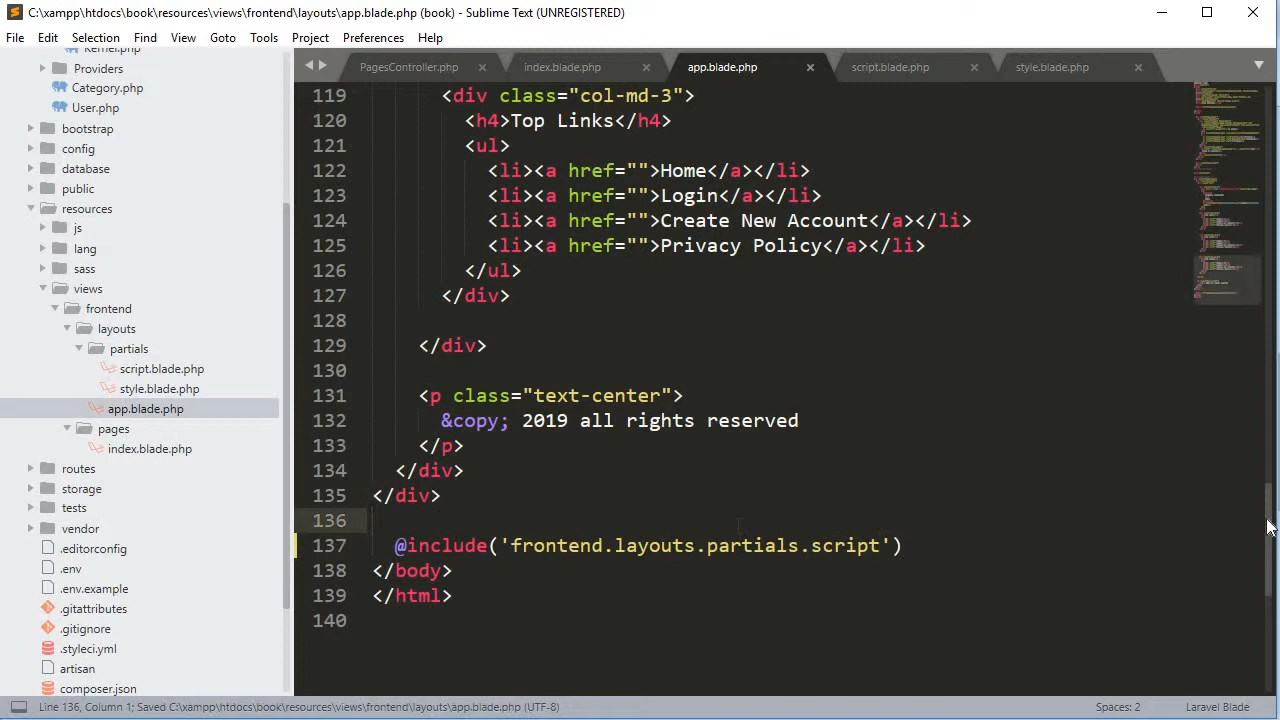 C:\xampp\htdocs\book\resources\views\frontend\layouts\app.blade.php (book) - Sublime Text (UNREGISTERED)
File Edit Selection Find View Goto Tools Project Preferences Help
Kernel.php
Providers
Category.php
User.php
bootstrap
config
database
public
resources
js
lang
sass
views
frontend
layouts
partials
script.blade.php
style.blade.php
app.blade.php
pages
index.blade.php
routes
storage
tests
vendor
.editorconfig
.env
.env.example
.gitattributes
.gitignore
.styleci.yml
artisan
composer.json
PagesController.php index.blade.php app.blade.php script.blade.php style.blade.php
119 <div class="col-md-3">
120 <h4>Top Links</h4>
121 <ul>
122 <li><a href="">Home</a></li>
123 <li><a href="">Login</a></li>
124 <li><a href="">Create New Account</a></li>
125 <li><a href="">Privacy Policy</a></li>
126 </ul>
127 </div>
128
129 </div>
130
131 <p class="text-center">
132 &copy; 2019 all rights reserved
133 </p>
134 </div>
135 </div>
136
137 @include('frontend.layouts.partials.script')
138 </body>
139 </html>
140
Line 136, Column 1; Saved C:\xampp\htdocs\book\resources\views\frontend\layouts\app.blade.php (UTF-8) Spaces: 2 Laravel Blade